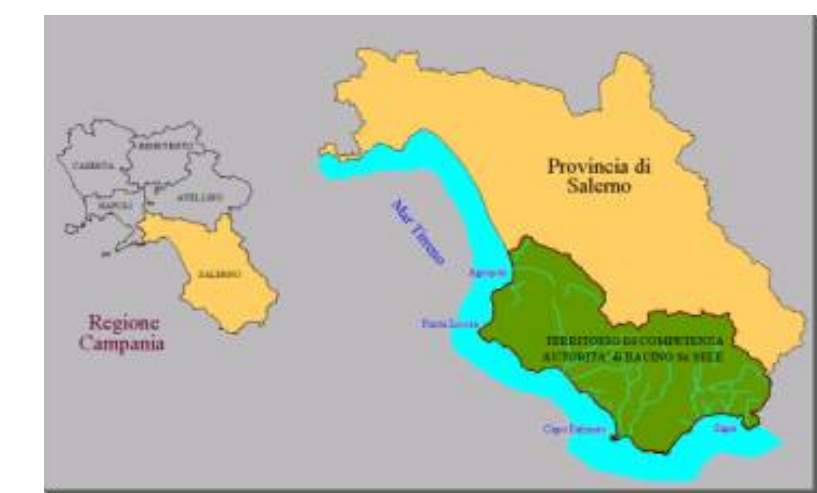 BENEVENTO
CASERTA
NAPOLI
AVELLINO
SALERNO
Regione
Campania
Provincia di
Salerno
Mar Tirreno
Agropoli
Punta Licosa
TERRITORIO DI COMPETENZA
AUTORITA' di BACINO Sx SELE
Capo Palinuro
Sapri